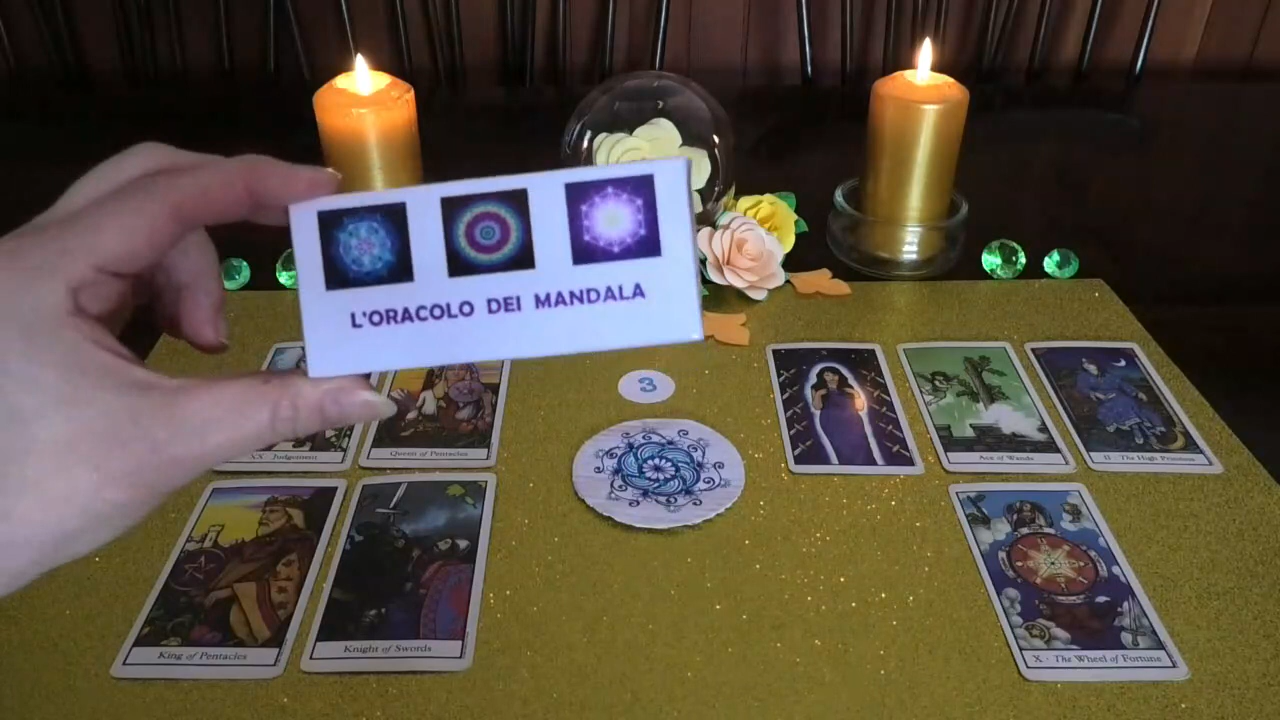 L'ORACOLO DEI MANDALA
3
XX Judgement
Queen of Pentacles
Ace of Wands
II · The High Priestess
King of Pentacles
Knight of Swords
X · The Wheel of Fortune